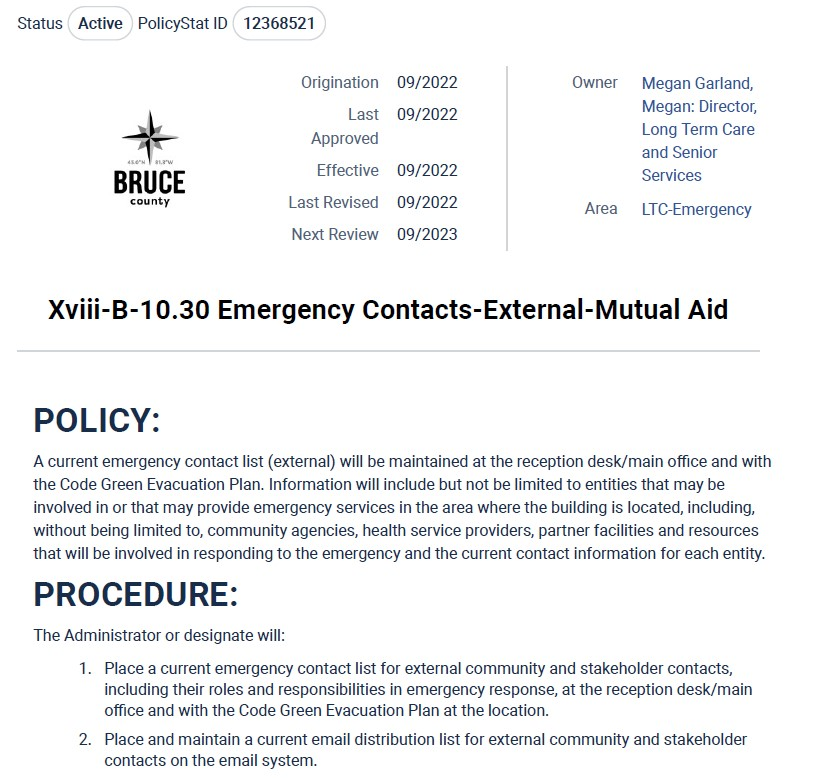 Status Active PolicyStat ID 12368521
Origination 09/2022
Last Approved 09/2022
Effective 09/2022
Last Revised 09/2022
Next Review 09/2023
Owner Megan Garland,
Megan: Director,
Long Term Care
and Senior
Services
Area LTC-Emergency
BRUCE
county
Xviii-B-10.30 Emergency Contacts-External-Mutual Aid
POLICY:
A current emergency contact list (external) will be maintained at the reception desk/main office and with
the Code Green Evacuation Plan. Information will include but not be limited to entities that may be
involved in or that may provide emergency services in the area where the building is located, including,
without being limited to, community agencies, health service providers, partner facilities and resources
that will be involved in responding to the emergency and the current contact information for each entity.
PROCEDURE:
The Administrator or designate will:
1. Place a current emergency contact list for external community and stakeholder contacts,
including their roles and responsibilities in emergency response, at the reception desk/main
office and with the Code Green Evacuation Plan at the location.
2. Place and maintain a current email distribution list for external community and stakeholder
contacts on the email system.